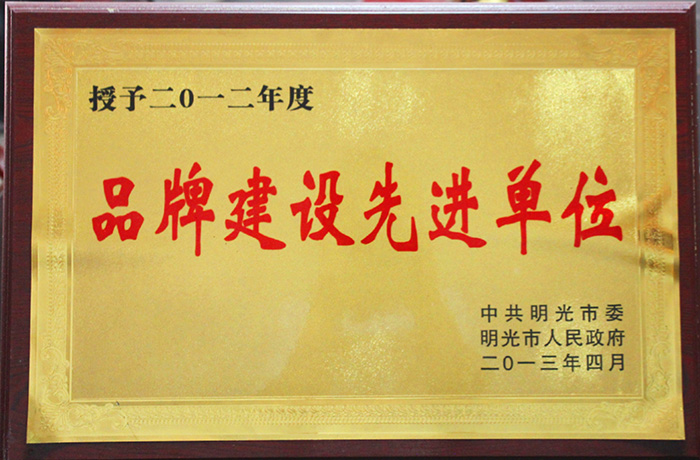 授予二0一二年度
品牌建设先进单位
中共明光市委
明光市人民政府
二0一三年四月